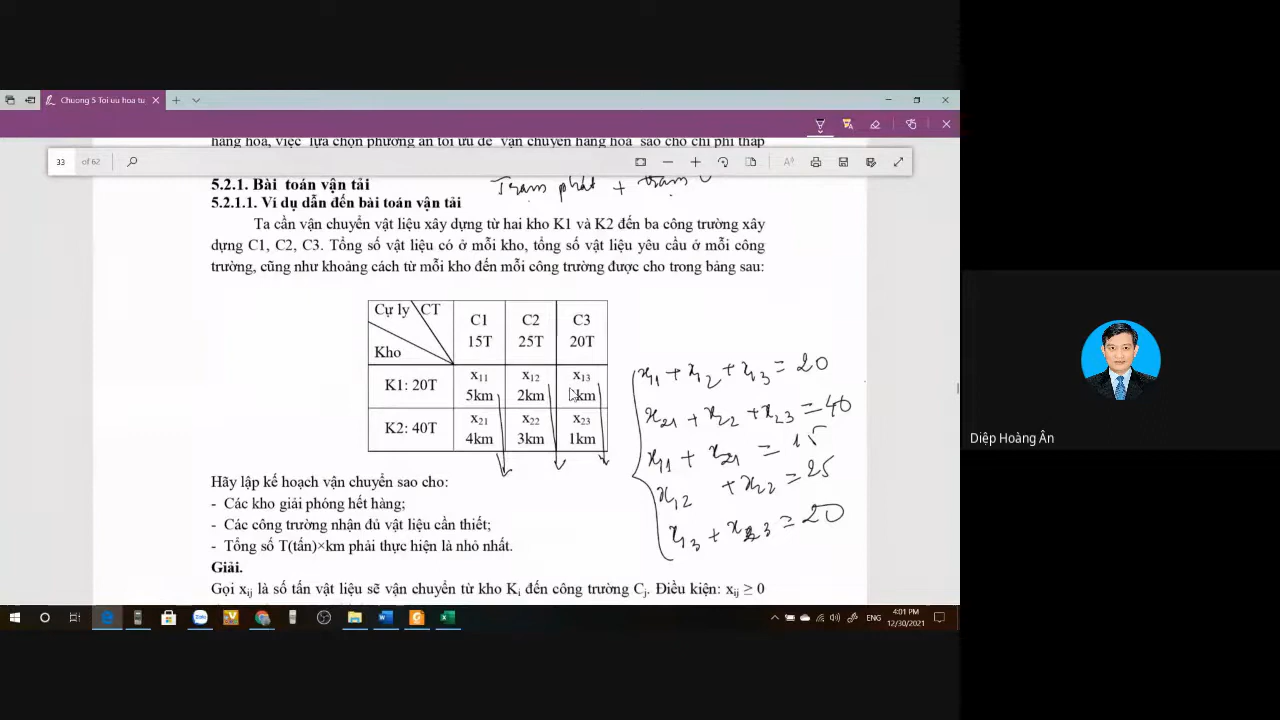 Chuong 5 Toi uu hoa tu
hàng hóa, việc lựa chọn phương án tối ưu để vận chuyển hàng hóa sao cho chi phí thấp
33 of 62
5.2.1. Bài toán vận tải
Trạm phát + trạm
5.2.1.1. Ví dụ dẫn đến bài toán vận tải
Ta cần vận chuyển vật liệu xây dựng từ hai kho K1 và K2 đến ba công trường xây
dựng C1, C2, C3. Tổng số vật liệu có ở mỗi kho, tổng số vật liệu yêu cầu ở mỗi công
trường, cũng như khoảng cách từ mỗi kho đến mỗi công trường được cho trong bảng sau:
Cự ly CT C1 C2 C3
Kho 15T 25T 20T
K1: 20T x11 x12 x13
5km 2km km
K2: 40T x21 x22 x23
4km 3km 1km
x11 + x12 + x13 = 20
x21 + x22 + x23 = 40
x11 + x21 = 15
x12 + x22 = 25
x13 + x23 = 20
Hãy lập kế hoạch vận chuyển sao cho:
- Các kho giải phóng hết hàng;
- Các công trường nhận đủ vật liệu cần thiết;
- Tổng số T(tấn)×km phải thực hiện là nhỏ nhất.
Giải.
Gọi xij là số tấn vật liệu sẽ vận chuyển từ kho Ki đến công trường Cj. Điều kiện: xij ≥ 0
Diệp Hoàng Ân
ENG
4:01 PM
12/30/2021